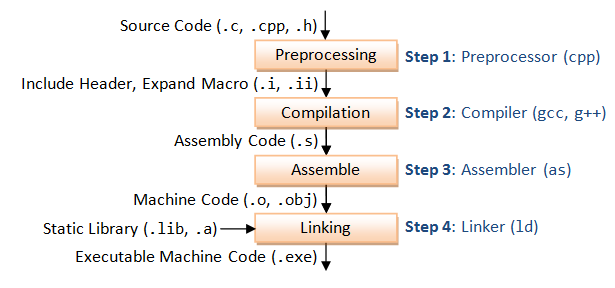 Source Code (.c, .cpp, .h)
Preprocessing
Step 1: Preprocessor (cpp)
Include Header, Expand Macro (.i, .ii)
Compilation
Step 2: Compiler (gcc, g++)
Assembly Code (.s)
Assemble
Step 3: Assembler (as)
Machine Code (.o, .obj)
Static Library (.lib, .a)
Linking
Step 4: Linker (ld)
Executable Machine Code (.exe)